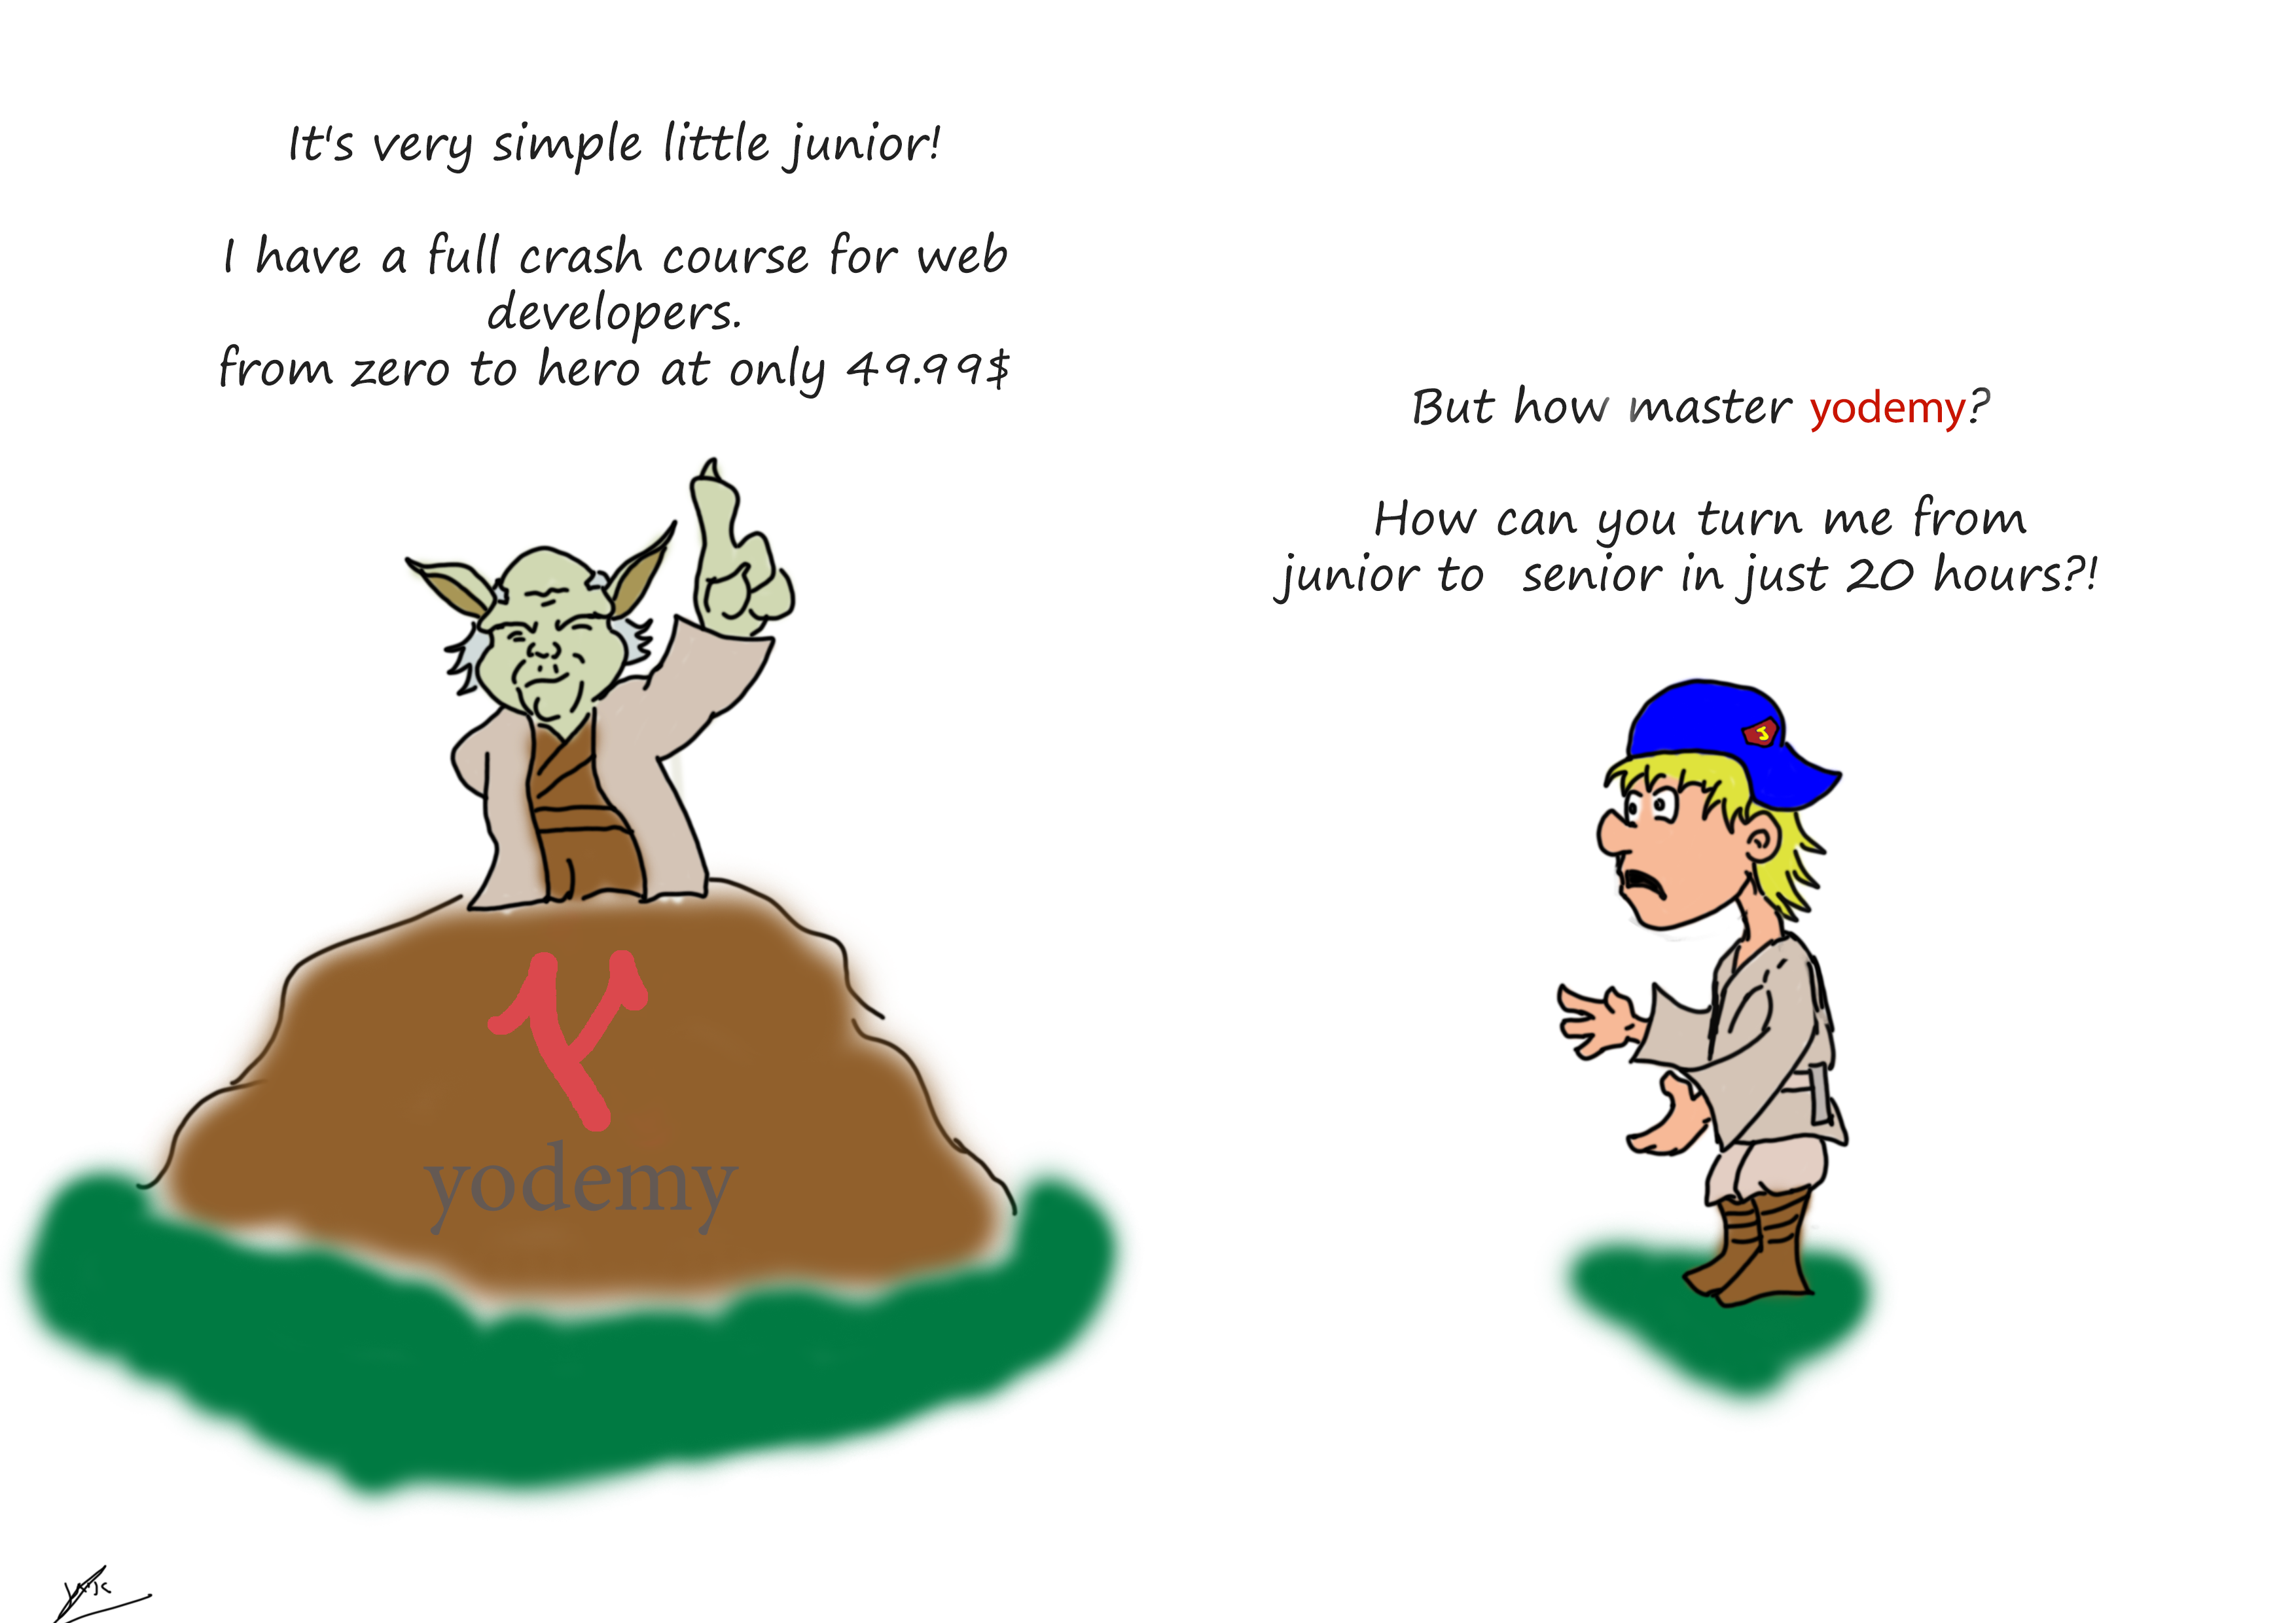 It's very simple little junior!
I have a full crash course for web
developers.
from zero to hero at only 49.99$
But how master yodemy?
How can you turn me from
junior to senior in just 20 hours?!
J
yodemy